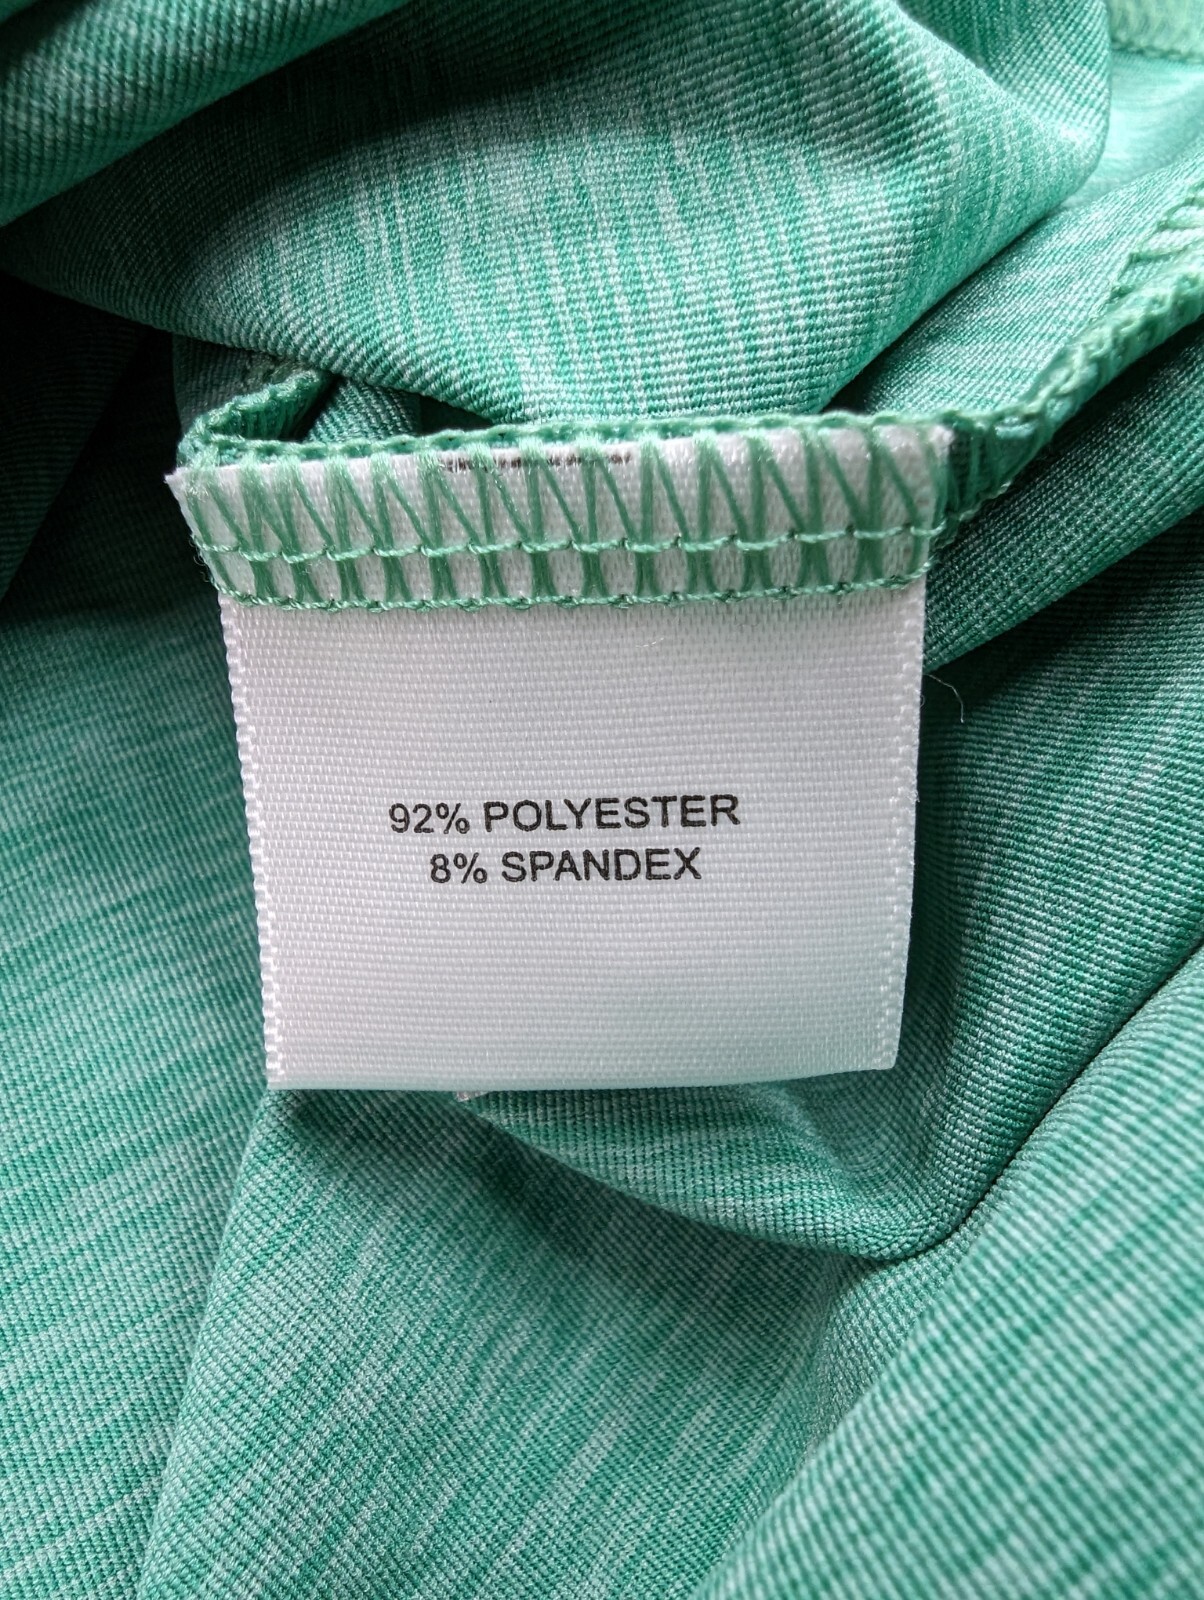 92% POLYESTER
8% SPANDEX